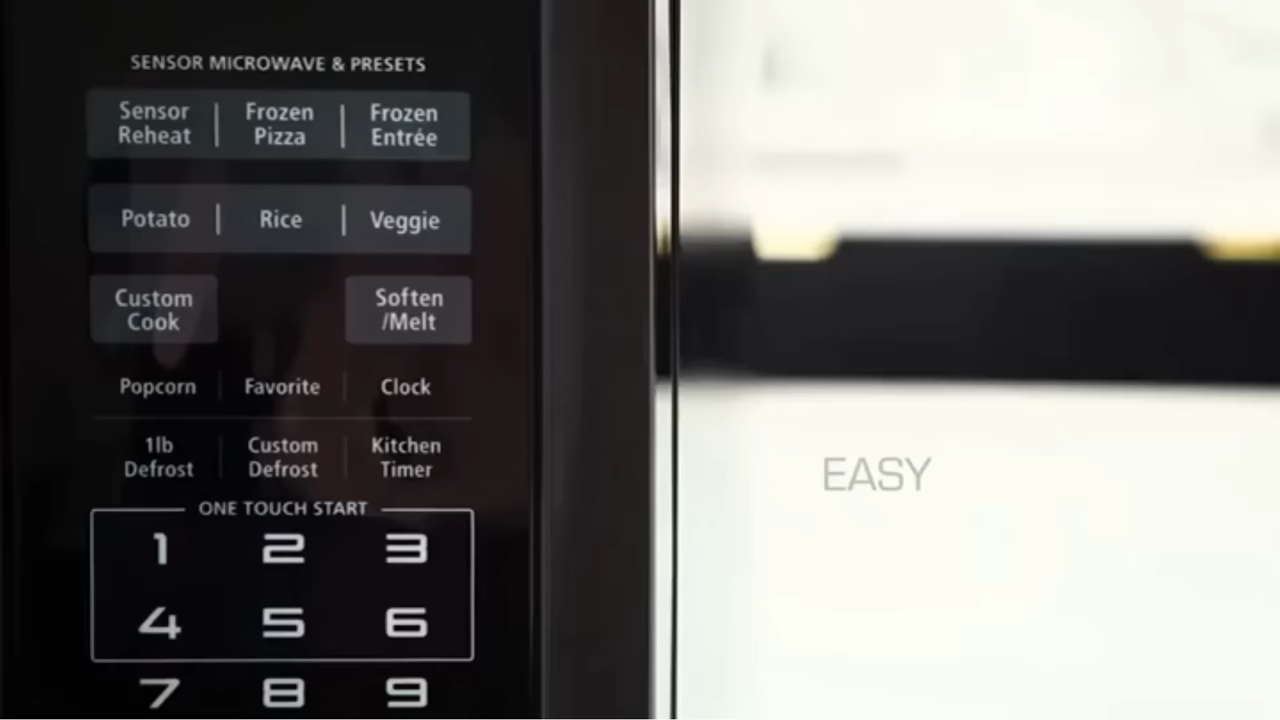 SENSOR MICROWAVE & PRESETS
Sensor Reheat
Frozen Pizza
Frozen Entrée
Potato
Rice
Veggie
Custom Cook
Soften /Melt
Popcorn
Favorite
Clock
1lb Defrost
Custom Defrost
Kitchen Timer
ONE TOUCH START
1 2 3
4 5 6
7 8 9
EASY